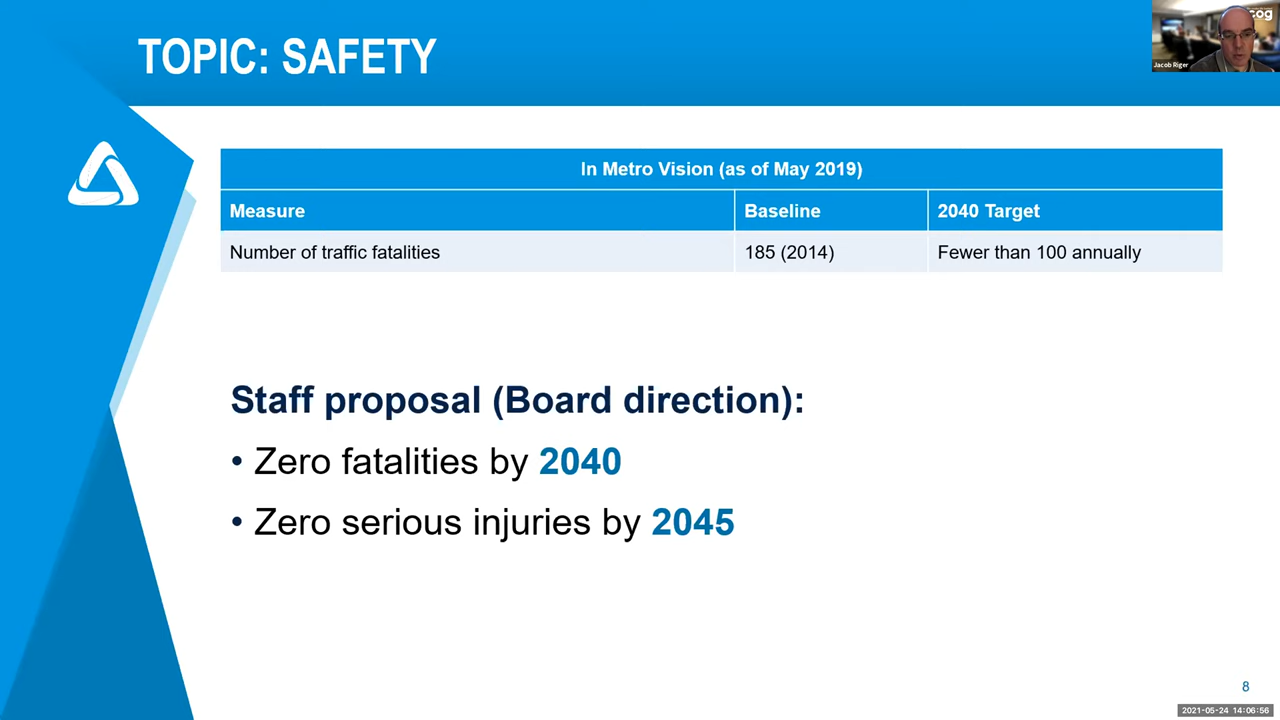 TOPIC: SAFETY
cog
Jacob Riger
In Metro Vision (as of May 2019)
Measure Baseline 2040 Target
Number of traffic fatalities 185 (2014) Fewer than 100 annually
Staff proposal (Board direction):
• Zero fatalities by 2040
• Zero serious injuries by 2045
8
2021-05-24 14:06:56